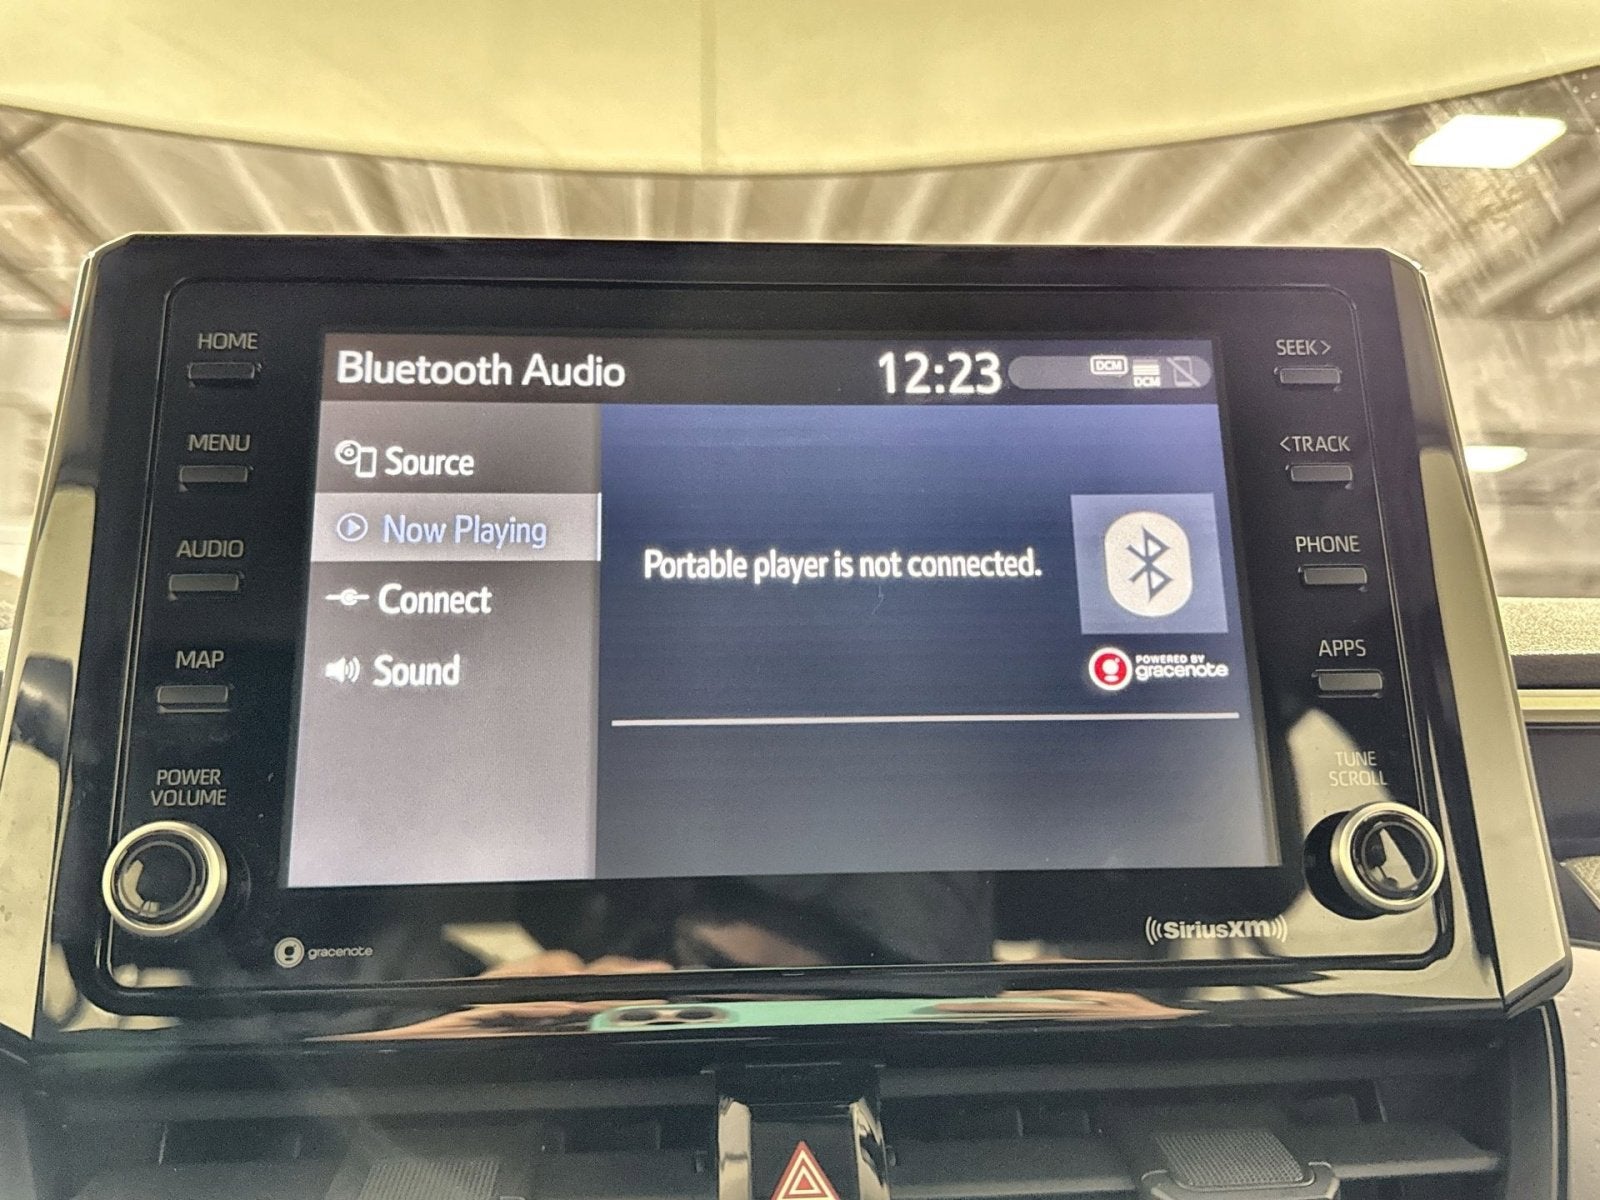 HOME
MENU
AUDIO
MAP
POWER
VOLUME
Bluetooth Audio
12:23
DCM
DCM
Source
Now Playing
Connect
Sound
Portable player is not connected.
POWERED BY
gracenote
SEEK>
<TRACK
PHONE
APPS
TUNE
SCROLL
gracenote
SiriusXM